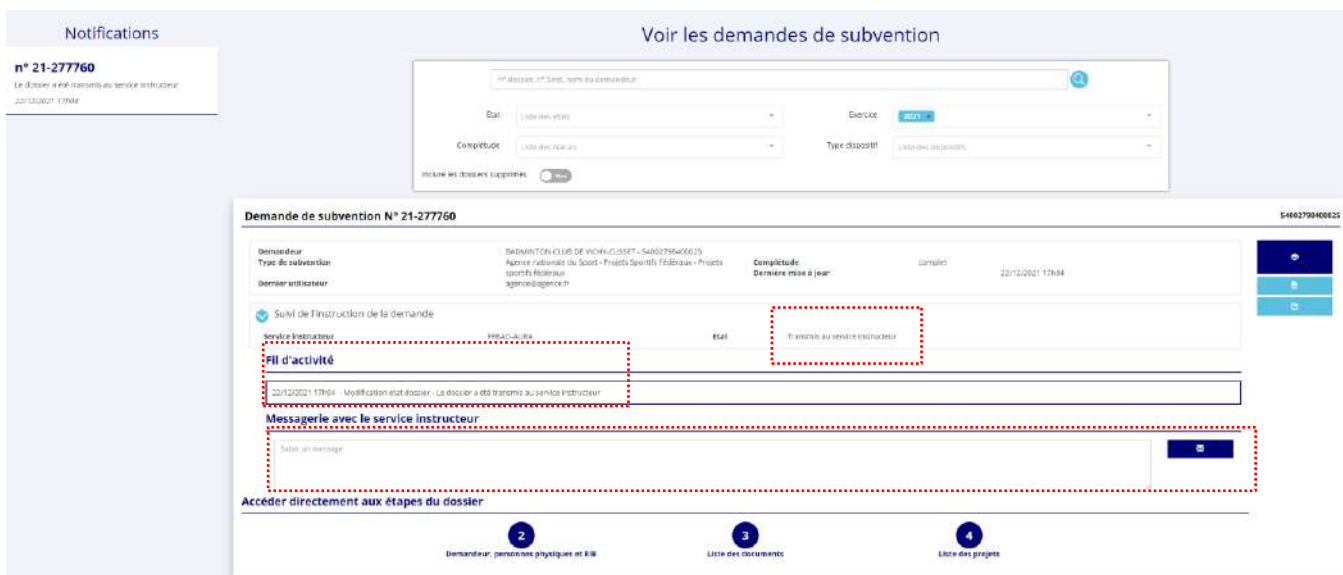 Notifications
n° 21-277760
Le dossier a été transmis au service instructeur
22/12/2021 17h04
Voir les demandes de subvention
n° dossier, n° Siret, nom du demandeur
Etat
Liste des états
Exercice
2021
Complétude
Liste des statuts
Type dispositif
Liste des dispositifs
Inclure les dossiers supprimés
Non
Demande de subvention N° 21-277760
54002798400025
Demandeur
BADMINTON-CLUB DE VICHY-CUSSET - 54002798400025
Type de subvention
Agence nationale du Sport - Projets Sportifs Fédéraux - Projets
sportifs fédéraux
Complétude
complet
Dernière mise à jour
22/12/2021 17h04
Dernier utilisateur
agence@agence.fr
Suivi de l'instruction de la demande
Service instructeur
FFBAD-AURA
Etat
Transmis au service instructeur
Fil d'activité
22/12/2021 17h04 - Modification état dossier - Le dossier a été transmis au service instructeur
Messagerie avec le service instructeur
Saisir un message
Accéder directement aux étapes du dossier
2
3
4
Demandeur, personnes physiques et RIB
Liste des documents
Liste des projets